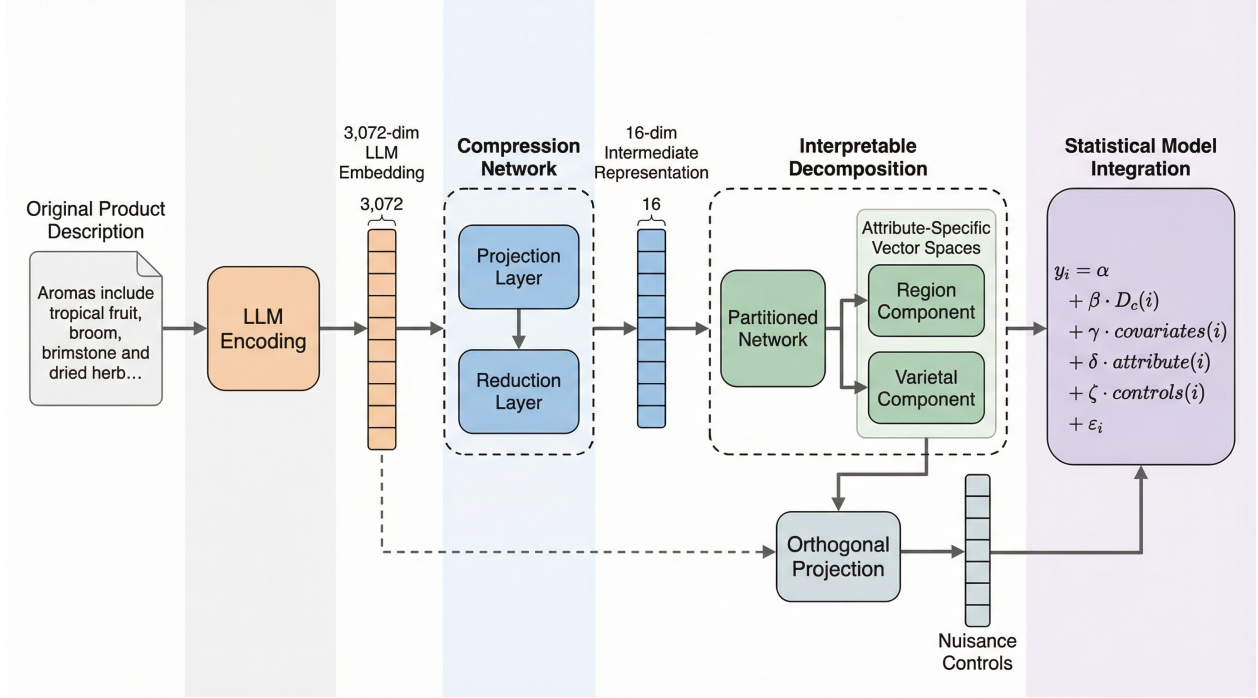 Original Product
Description
Aromas include
tropical fruit,
broom,
brimstone and
dried herb...
LLM
Encoding
3,072-dim
LLM
Embedding
3,072
Compression
Network
Projection
Layer
Reduction
Layer
16-dim
Intermediate
Representation
16
Interpretable
Decomposition
Partitioned
Network
Attribute-Specific
Vector Spaces
Region
Component
Varietal
Component
Orthogonal
Projection
Nuisance
Controls
Statistical Model
Integration
y_i = α
+ β · D_c(i)
+ γ · covariates(i)
+ δ · attribute(i)
+ ζ · controls(i)
+ ε_i